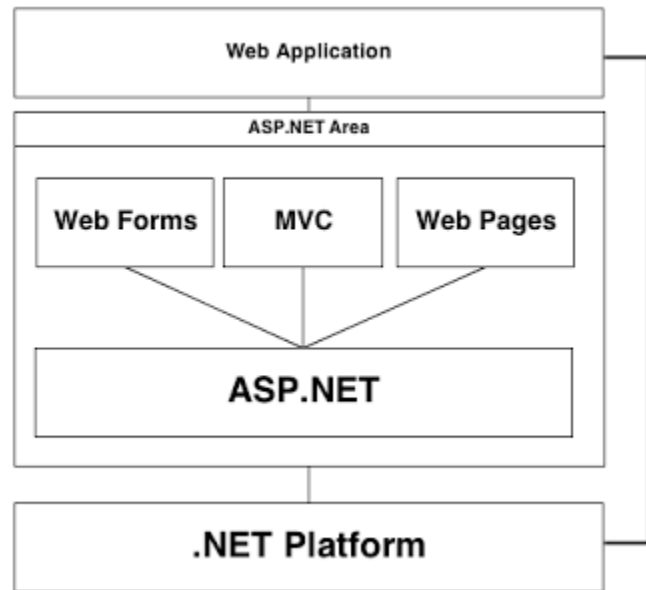 Web Application
ASP.NET Area
Web Forms
MVC
Web Pages
ASP.NET
.NET Platform